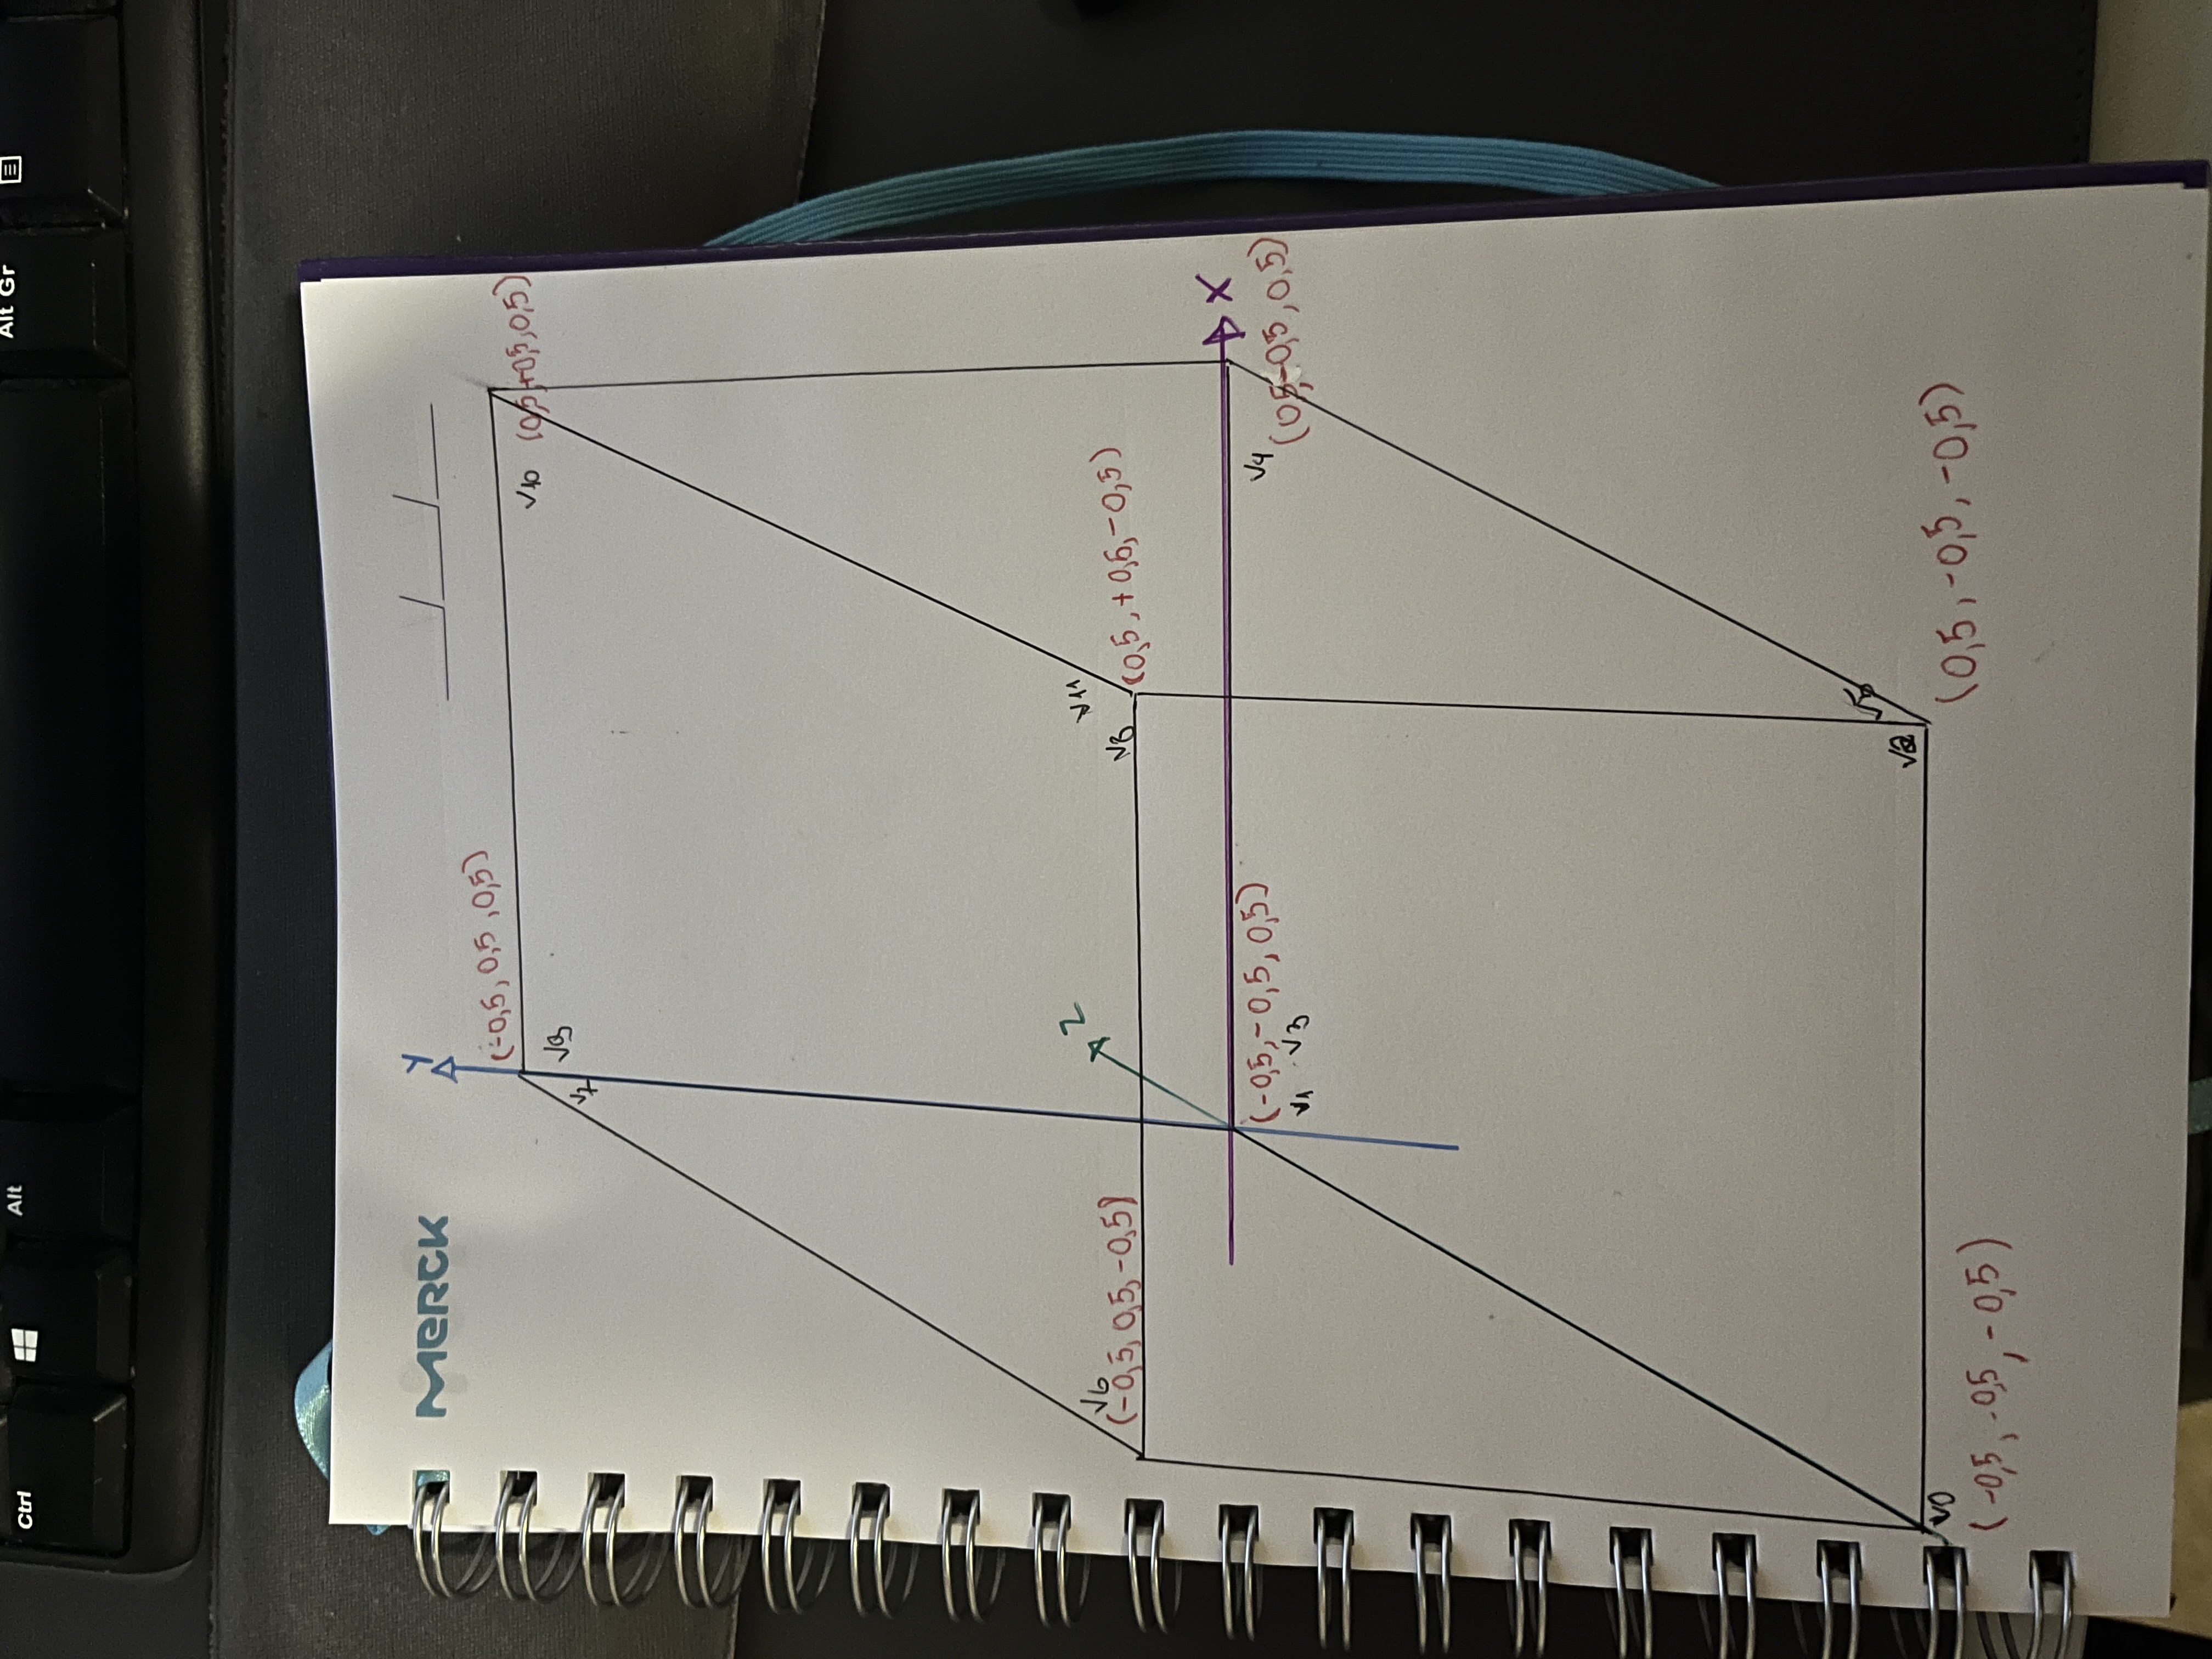 Ctrl
Alt
Alt Gr
MERCK
Y
(-0,5, 0,5, 0,5)
V9
V7
V10 (0,5,+0,5,0,5)
Z
V11
V6
(-0,5, 0,5, -0,5)
V8
(0,5, +0,5, -0,5)
X
(-0,5, -0,5, 0,5)
V1 V3
V4
(0,5,-0,5, 0,5)
V5
V2
V0
(-0,5, -0,5, -0,5)
(0,5, -0,5, -0,5)